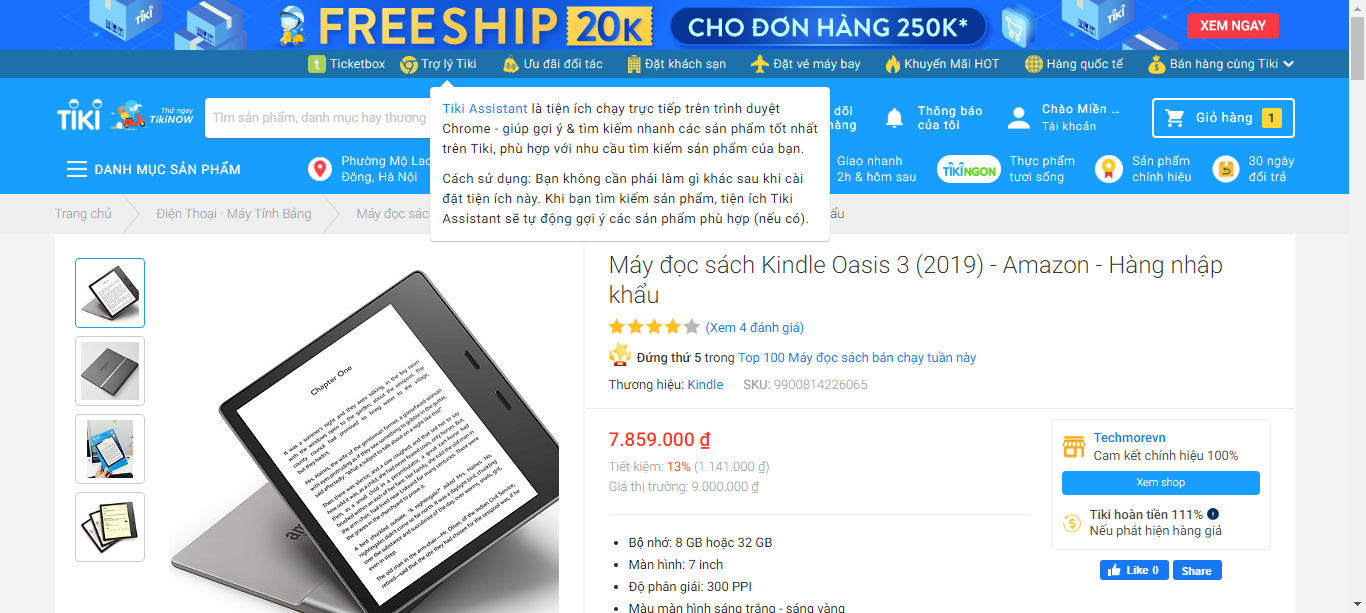 TIKI
FREESHIP 20K CHO ĐƠN HÀNG 250K*
TIKI
XEM NGAY
Ticketbox
Trợ lý Tiki
Ưu đãi đối tác
Đặt khách sạn
Đặt vé máy bay
Khuyến Mãi HOT
Hàng quốc tế
Bán hàng cùng Tiki
TIKI
Thử ngay
TikiNOW
Tìm sản phẩm, danh mục hay thương
Tiki Assistant là tiện ích chạy trực tiếp trên trình duyệt
Chrome - giúp gợi ý & tìm kiếm nhanh các sản phẩm tốt nhất
trên Tiki, phù hợp với nhu cầu tìm kiếm sản phẩm của bạn.
Cách sử dụng: Bạn không cần phải làm gì khác sau khi cài
đặt tiện ích này. Khi bạn tìm kiếm sản phẩm, tiện ích Tiki
Assistant sẽ tự động gợi ý các sản phẩm phù hợp (nếu có).
dõi
hàng
Thông báo
của tôi
Chào Miền ...
Tài khoản
Giỏ hàng 1
DANH MỤC SẢN PHẨM
Phường Mộ Lao
Đông, Hà Nội
Giao nhanh
2h & hôm sau
TIKINGON
Thực phẩm
tươi sống
Sản phẩm
chính hiệu
30 ngày
đổi trả
Trang chủ
Điện Thoại - Máy Tính Bảng
Máy đọc sác
ẩu
Máy đọc sách Kindle Oasis 3 (2019) - Amazon - Hàng nhập
khẩu
(Xem 4 đánh giá)
Đứng thứ 5 trong Top 100 Máy đọc sách bán chạy tuần này
Thương hiệu: Kindle SKU: 9900814226065
7.859.000 ₫
Tiết kiệm: 13% (1.141.000 ₫)
Giá thị trường: 9.000.000 ₫
Bộ nhớ: 8 GB hoặc 32 GB
Màn hình: 7 inch
Độ phân giải: 300 PPI
Màu màn hình sáng trắng - sáng vàng
Techmorevn
Cam kết chính hiệu 100%
Xem shop
Tiki hoàn tiền 111%
Nếu phát hiện hàng giả
Like 0
Share
Chapter One